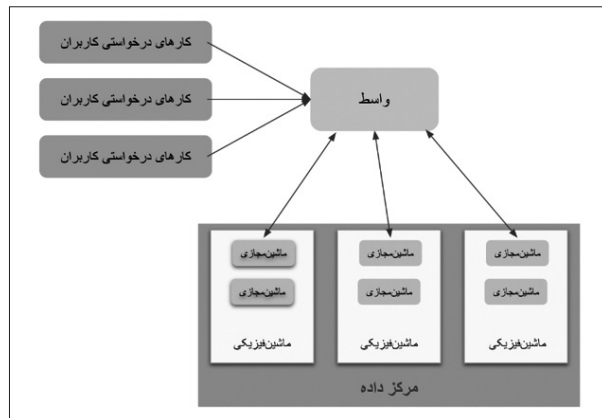 کارهای درخواستی کاربران
کارهای درخواستی کاربران
کارهای درخواستی کاربران
واسط
ماشین‌مجازی
ماشین‌مجازی
ماشین‌مجازی
ماشین‌مجازی
ماشین‌مجازی
ماشین‌مجازی
ماشین‌فیزیکی
ماشین‌فیزیکی
ماشین‌فیزیکی
مرکز داده